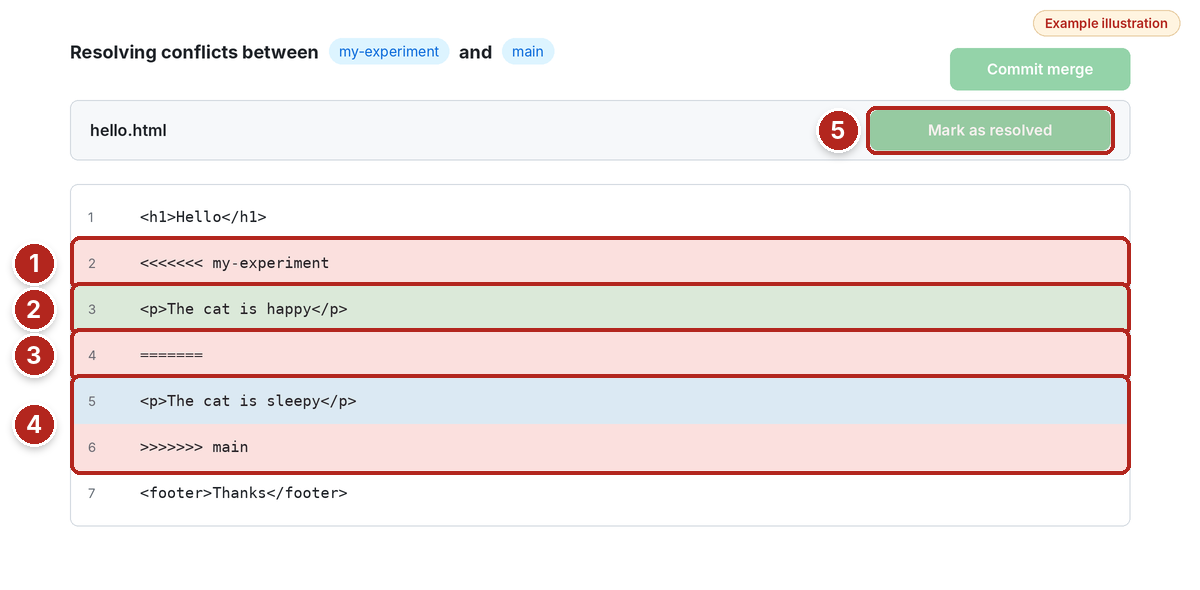 Example illustration
Resolving conflicts between my-experiment and main
Commit merge
hello.html
5 Mark as resolved
1 <h1>Hello</h1>
1 2 <<<<<<< my-experiment
2 3 <p>The cat is happy</p>
3 4 =======
5 <p>The cat is sleepy</p>
4
6 >>>>>>> main
7 <footer>Thanks</footer>